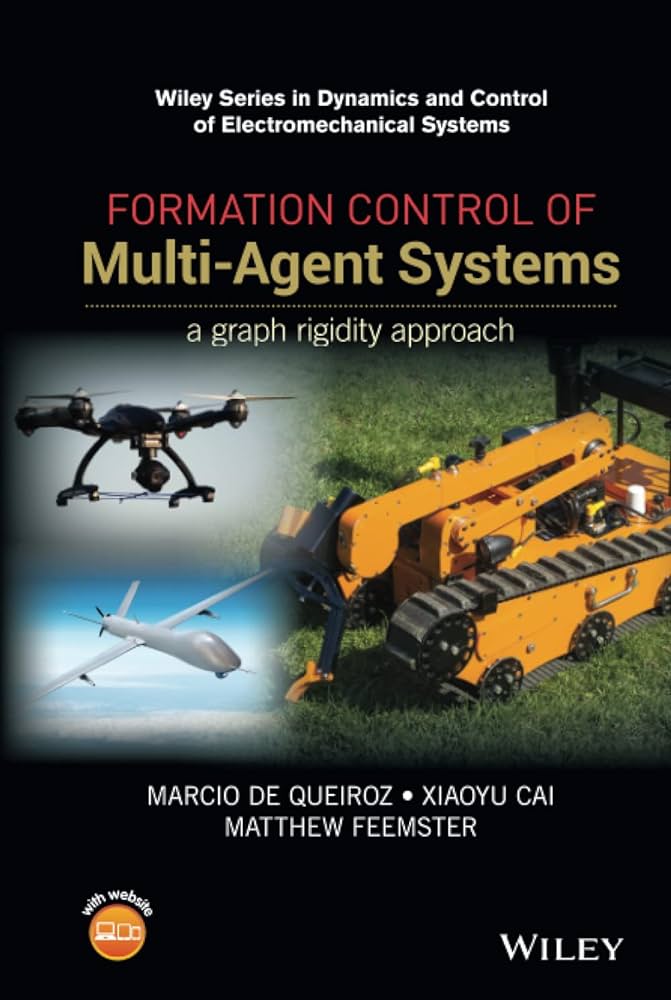 Wiley Series in Dynamics and Control
of Electromechanical Systems
FORMATION CONTROL OF
Multi-Agent Systems
a graph rigidity approach
MARCIO DE QUEIROZ • XIAOYU CAI
MATTHEW FEEMSTER
with website
WILEY